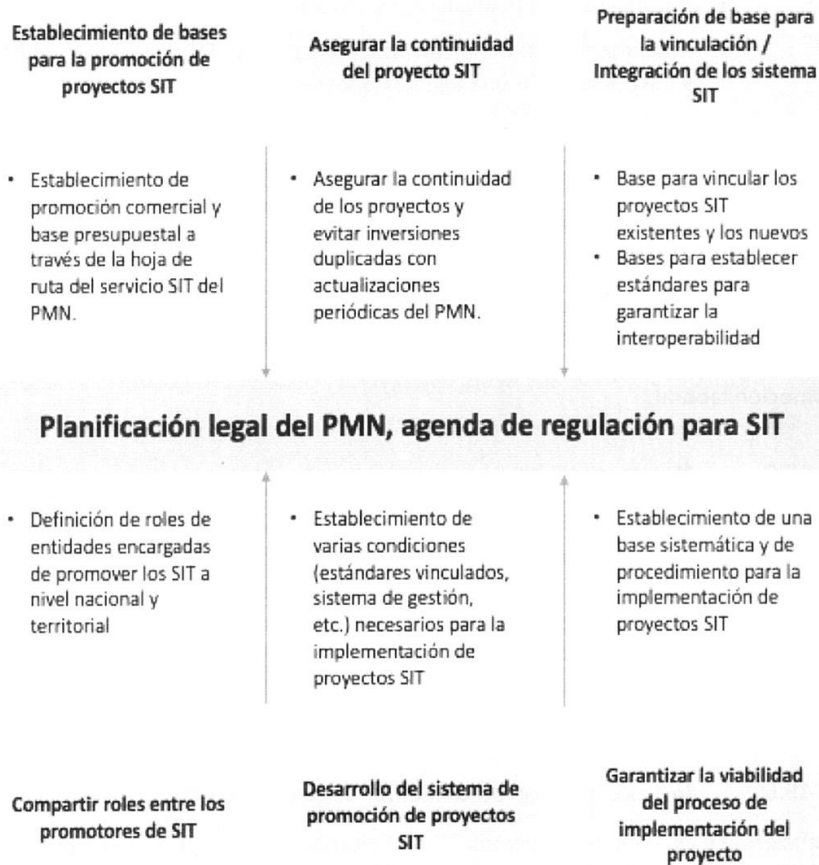 Establecimiento de bases
para la promoción de
proyectos SIT
Asegurar la continuidad
del proyecto SIT
Preparación de base para
la vinculación /
Integración de los sistema
SIT
• Establecimiento de
promoción comercial y
base presupuestal a
través de la hoja de
ruta del servicio SIT del
PMN.
• Asegurar la continuidad
de los proyectos y
evitar inversiones
duplicadas con
actualizaciones
periódicas del PMN.
• Base para vincular los
proyectos SIT
existentes y los nuevos
• Bases para establecer
estándares para
garantizar la
interoperabilidad
Planificación legal del PMN, agenda de regulación para SIT
• Definición de roles de
entidades encargadas
de promover los SIT a
nivel nacional y
territorial
• Establecimiento de
varias condiciones
(estándares vinculados,
sistema de gestión,
etc.) necesarios para la
implementación de
proyectos SIT
• Establecimiento de una
base sistemática y de
procedimiento para la
implementación de
proyectos SIT
Compartir roles entre los
promotores de SIT
Desarrollo del sistema de
promoción de proyectos
SIT
Garantizar la viabilidad
del proceso de
implementación del
proyecto